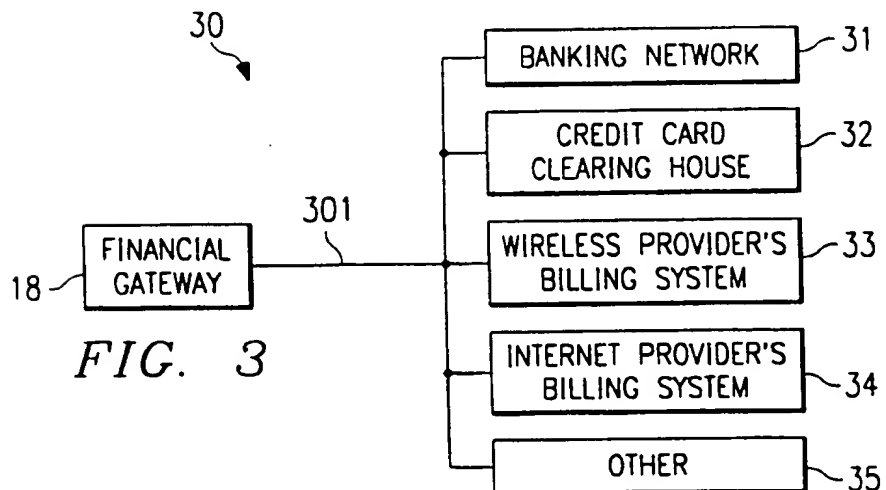 30
BANKING NETWORK
31
CREDIT CARD
CLEARING HOUSE
32
301
FINANCIAL
GATEWAY
18
WIRELESS PROVIDER'S
BILLING SYSTEM
33
FIG. 3
INTERNET PROVIDER'S
BILLING SYSTEM
34
OTHER
35